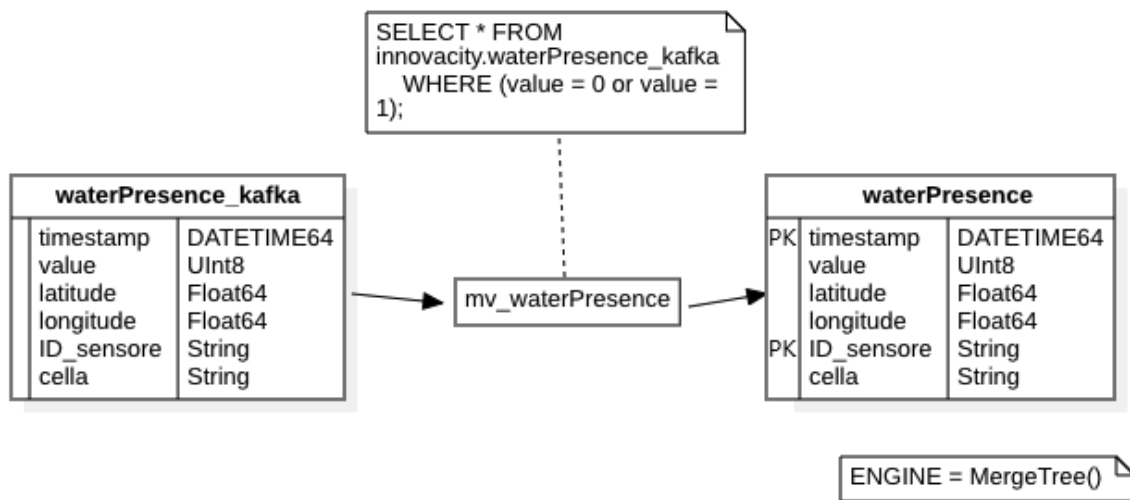 SELECT * FROM
innovacity.waterPresence_kafka
WHERE (value = 0 or value =
1);
waterPresence_kafka
timestamp DATETIME64
value UInt8
latitude Float64
longitude Float64
ID_sensore String
cella String
mv_waterPresence
waterPresence
PK timestamp DATETIME64
value UInt8
latitude Float64
longitude Float64
PK ID_sensore String
cella String
ENGINE = MergeTree()